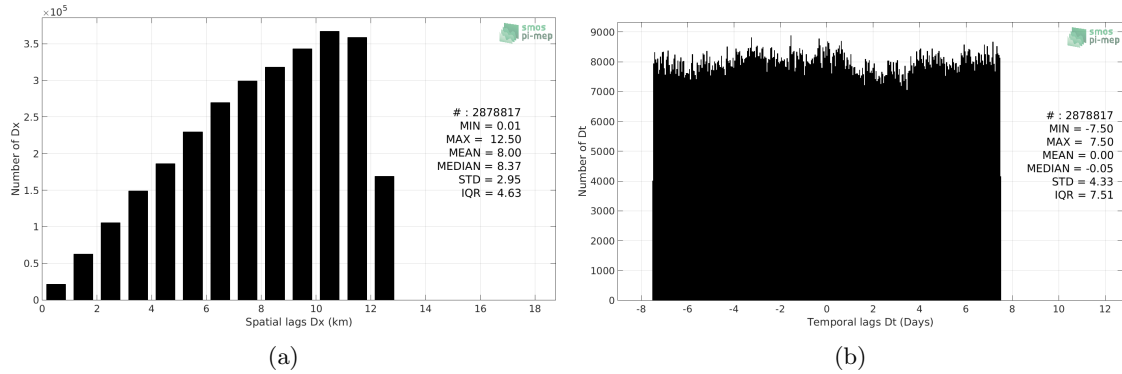 ×10⁵
3.5
3
2.5
2
1.5
1
0.5
0
Number of Dx
0 2 4 6 8 10 12 14 16 18
Spatial lags Dx (km)
smos
pi-mep
# : 2878817
MIN = 0.01
MAX = 12.50
MEAN = 8.00
MEDIAN = 8.37
STD = 2.95
IQR = 4.63
(a)
9000
8000
7000
6000
5000
4000
3000
2000
1000
0
Number of Dt
-8 -6 -4 -2 0 2 4 6 8 10 12
Temporal lags Dt (Days)
smos
pi-mep
# : 2878817
MIN = -7.50
MAX = 7.50
MEAN = 0.00
MEDIAN = -0.05
STD = 4.33
IQR = 7.51
(b)